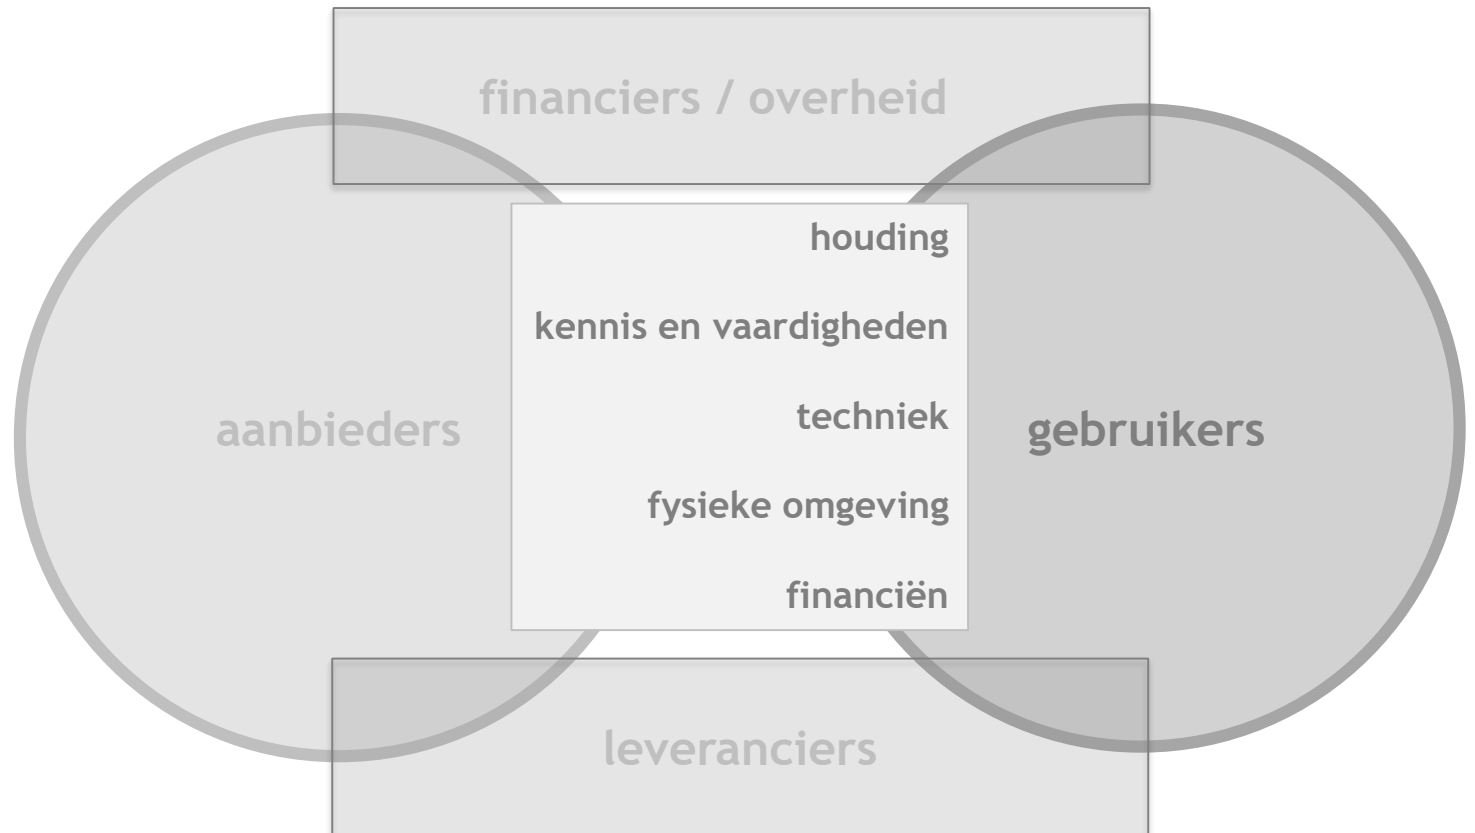 financiers / overheid
houding
kennis en vaardigheden
techniek
aanbieders
gebruikers
fysieke omgeving
financiën
leveranciers